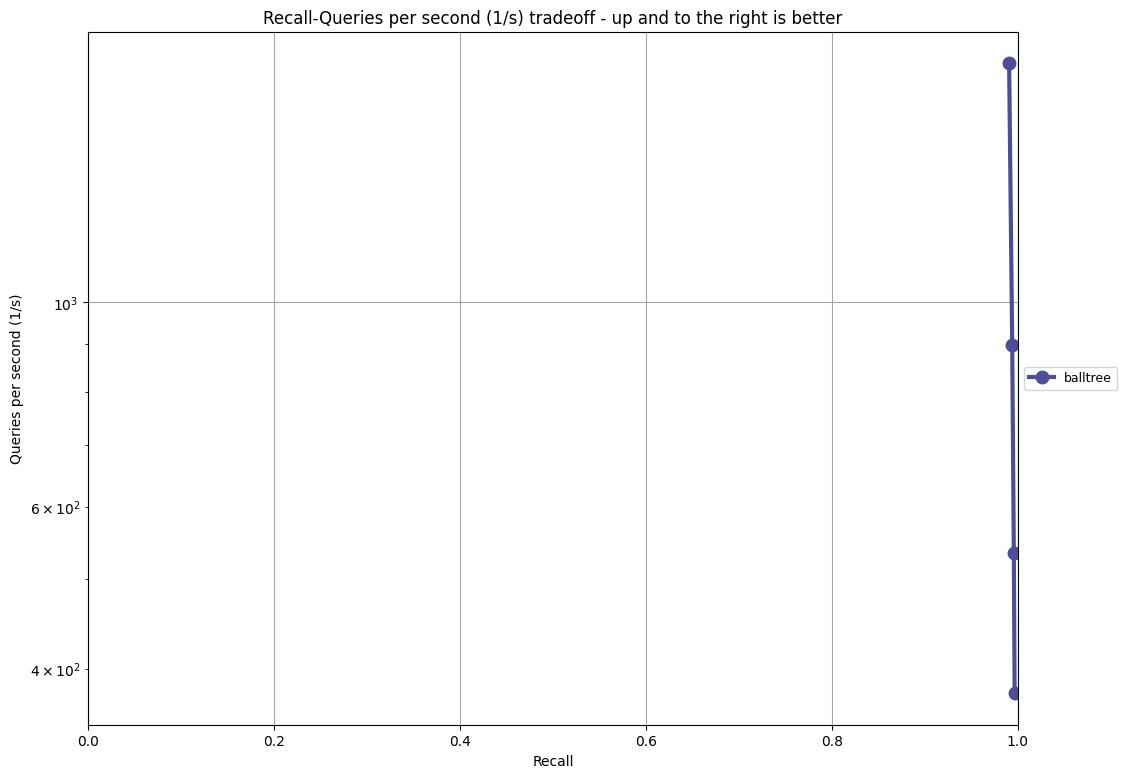 Recall-Queries per second (1/s) tradeoff - up and to the right is better
Queries per second (1/s)
10³
6 × 10²
4 × 10²
0.0 0.2 0.4 0.6 0.8 1.0
Recall
balltree